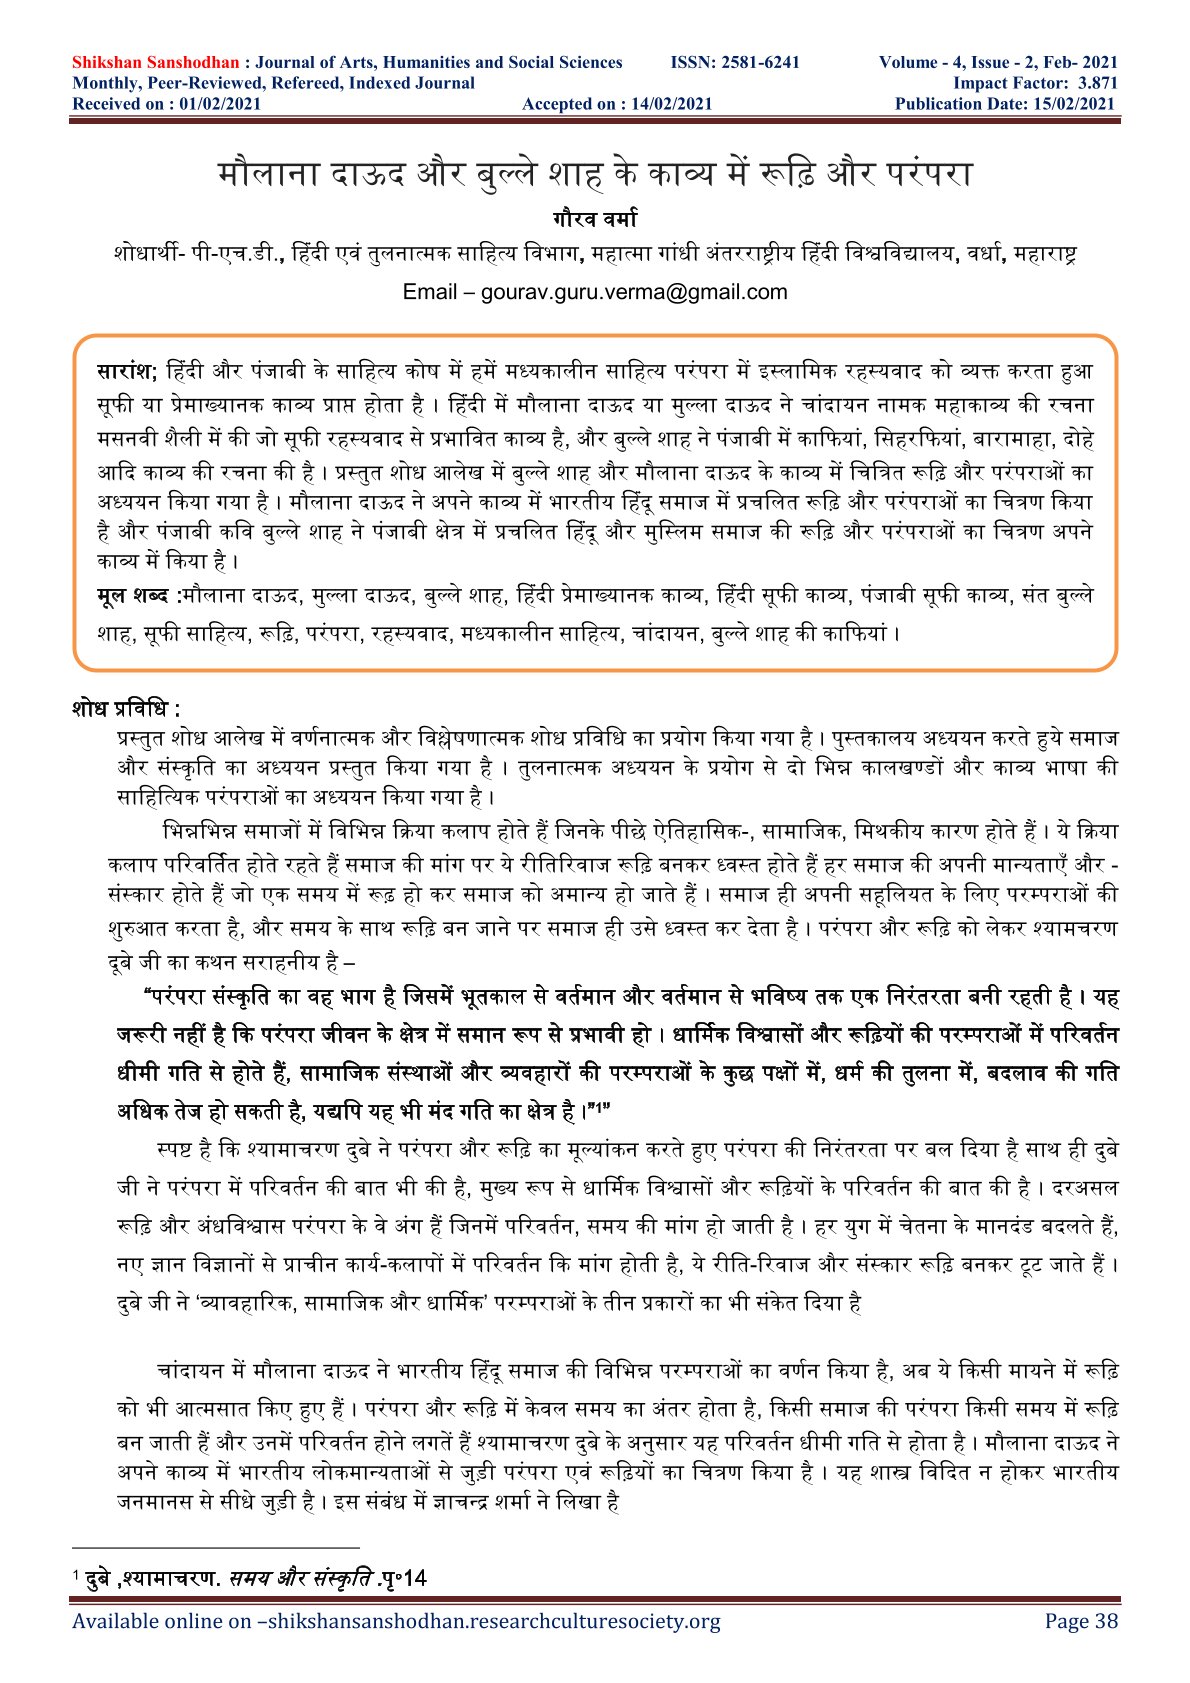 Shikshan Sanshodhan : Journal of Arts, Humanities and Social Sciences ISSN: 2581-6241 Volume - 4, Issue - 2, Feb- 2021
Monthly, Peer-Reviewed, Refereed, Indexed Journal Impact Factor: 3.871
Received on : 01/02/2021 Accepted on : 14/02/2021 Publication Date: 15/02/2021
मौलाना दाऊद और बुल्ले शाह के काव्य में रूढ़ि और परंपरा
गौरव वर्मा
शोधार्थी- पी-एच.डी., हिंदी एवं तुलनात्मक साहित्य विभाग, महात्मा गांधी अंतरराष्ट्रीय हिंदी विश्वविद्यालय, वर्धा, महाराष्ट्र
Email – gourav.guru.verma@gmail.com
सारांश; हिंदी और पंजाबी के साहित्य कोष में हमें मध्यकालीन साहित्य परंपरा में इस्लामिक रहस्यवाद को व्यक्त करता हुआ
सूफी या प्रेमाख्यानक काव्य प्राप्त होता है । हिंदी में मौलाना दाऊद या मुल्ला दाऊद ने चांदायन नामक महाकाव्य की रचना
मसनवी शैली में की जो सूफी रहस्यवाद से प्रभावित काव्य है, और बुल्ले शाह ने पंजाबी में काफियां, सिहरफियां, बारामाहा, दोहे
आदि काव्य की रचना की है । प्रस्तुत शोध आलेख में बुल्ले शाह और मौलाना दाऊद के काव्य में चित्रित रूढ़ि और परंपराओं का
अध्ययन किया गया है । मौलाना दाऊद ने अपने काव्य में भारतीय हिंदू समाज में प्रचलित रूढ़ि और परंपराओं का चित्रण किया
है और पंजाबी कवि बुल्ले शाह ने पंजाबी क्षेत्र में प्रचलित हिंदू और मुस्लिम समाज की रूढ़ि और परंपराओं का चित्रण अपने
काव्य में किया है ।
मूल शब्द :मौलाना दाऊद, मुल्ला दाऊद, बुल्ले शाह, हिंदी प्रेमाख्यानक काव्य, हिंदी सूफी काव्य, पंजाबी सूफी काव्य, संत बुल्ले
शाह, सूफी साहित्य, रूढ़ि, परंपरा, रहस्यवाद, मध्यकालीन साहित्य, चांदायन, बुल्ले शाह की काफियां ।
शोध प्रविधि :
प्रस्तुत शोध आलेख में वर्णनात्मक और विश्लेषणात्मक शोध प्रविधि का प्रयोग किया गया है । पुस्तकालय अध्ययन करते हुये समाज
और संस्कृति का अध्ययन प्रस्तुत किया गया है । तुलनात्मक अध्ययन के प्रयोग से दो भिन्न कालखण्डों और काव्य भाषा की
साहित्यिक परंपराओं का अध्ययन किया गया है ।
भिन्नभिन्न समाजों में विभिन्न क्रिया कलाप होते हैं जिनके पीछे ऐतिहासिक-, सामाजिक, मिथकीय कारण होते हैं । ये क्रिया
कलाप परिवर्तित होते रहते हैं समाज की मांग पर ये रीतिरिवाज रूढ़ि बनकर ध्वस्त होते हैं हर समाज की अपनी मान्यताएँ और -
संस्कार होते हैं जो एक समय में रूढ़ हो कर समाज को अमान्य हो जाते हैं । समाज ही अपनी सहूलियत के लिए परम्पराओं की
शुरुआत करता है, और समय के साथ रूढ़ि बन जाने पर समाज ही उसे ध्वस्त कर देता है । परंपरा और रूढ़ि को लेकर श्यामचरण
दूबे जी का कथन सराहनीय है –
“परंपरा संस्कृति का वह भाग है जिसमें भूतकाल से वर्तमान और वर्तमान से भविष्य तक एक निरंतरता बनी रहती है । यह
जरूरी नहीं है कि परंपरा जीवन के क्षेत्र में समान रूप से प्रभावी हो । धार्मिक विश्वासों और रूढ़ियों की परम्पराओं में परिवर्तन
धीमी गति से होते हैं, सामाजिक संस्थाओं और व्यवहारों की परम्पराओं के कुछ पक्षों में, धर्म की तुलना में, बदलाव की गति
अधिक तेज हो सकती है, यद्यपि यह भी मंद गति का क्षेत्र है ।”¹”
स्पष्ट है कि श्यामाचरण दुबे ने परंपरा और रूढ़ि का मूल्यांकन करते हुए परंपरा की निरंतरता पर बल दिया है साथ ही दुबे
जी ने परंपरा में परिवर्तन की बात भी की है, मुख्य रूप से धार्मिक विश्वासों और रूढ़ियों के परिवर्तन की बात की है । दरअसल
रूढ़ि और अंधविश्वास परंपरा के वे अंग हैं जिनमें परिवर्तन, समय की मांग हो जाती है । हर युग में चेतना के मानदंड बदलते हैं,
नए ज्ञान विज्ञानों से प्राचीन कार्य-कलापों में परिवर्तन कि मांग होती है, ये रीति-रिवाज और संस्कार रूढ़ि बनकर टूट जाते हैं ।
दुबे जी ने ‘व्यावहारिक, सामाजिक और धार्मिक’ परम्पराओं के तीन प्रकारों का भी संकेत दिया है
चांदायन में मौलाना दाऊद ने भारतीय हिंदू समाज की विभिन्न परम्पराओं का वर्णन किया है, अब ये किसी मायने में रूढ़ि
को भी आत्मसात किए हुए हैं । परंपरा और रूढ़ि में केवल समय का अंतर होता है, किसी समाज की परंपरा किसी समय में रूढ़ि
बन जाती हैं और उनमें परिवर्तन होने लगतें हैं श्यामाचरण दुबे के अनुसार यह परिवर्तन धीमी गति से होता है । मौलाना दाऊद ने
अपने काव्य में भारतीय लोकमान्यताओं से जुड़ी परंपरा एवं रूढ़ियों का चित्रण किया है । यह शास्त्र विदित न होकर भारतीय
जनमानस से सीधे जुड़ी है । इस संबंध में ज्ञाचन्द्र शर्मा ने लिखा है
¹ दुबे ,श्यामाचरण. समय और संस्कृति .पृ॰14
Available online on –shikshansanshodhan.researchculturesociety.org Page 38